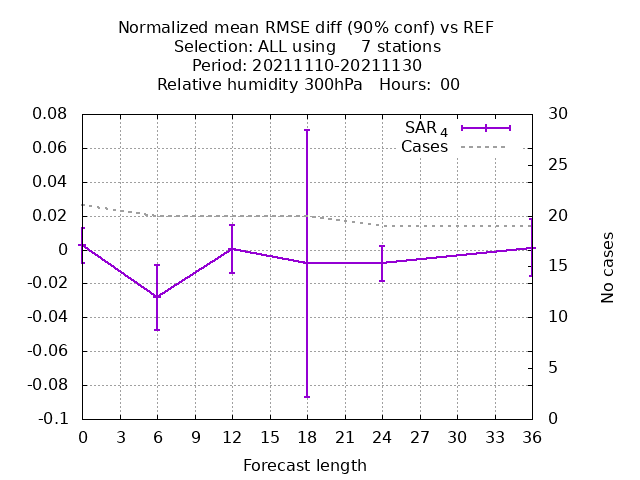 Normalized mean RMSE diff (90% conf) vs REF
Selection: ALL using     7 stations
Period: 20211110-20211130
Relative humidity 300hPa   Hours:  00
SAR 4
Cases
0.08
0.06
0.04
0.02
0
-0.02
-0.04
-0.06
-0.08
-0.1
30
25
20
15
10
5
0
No cases
0 3 6 9 12 15 18 21 24 27 30 33 36
Forecast length